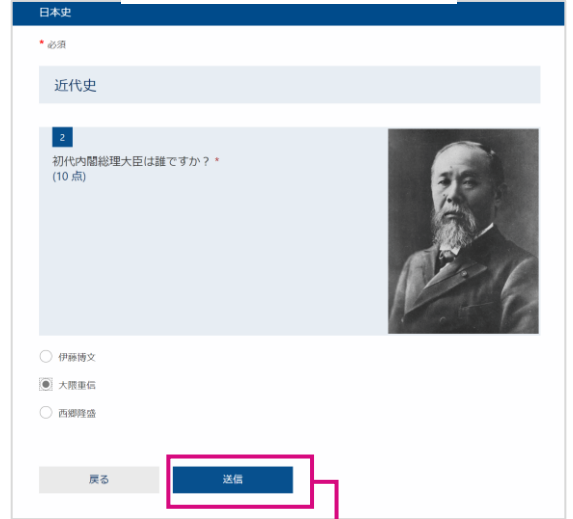 日本史
* 必須
近代史
2
初代内閣総理大臣は誰ですか？ *
(10 点)
伊藤博文
大隈重信
西郷隆盛
戻る
送信